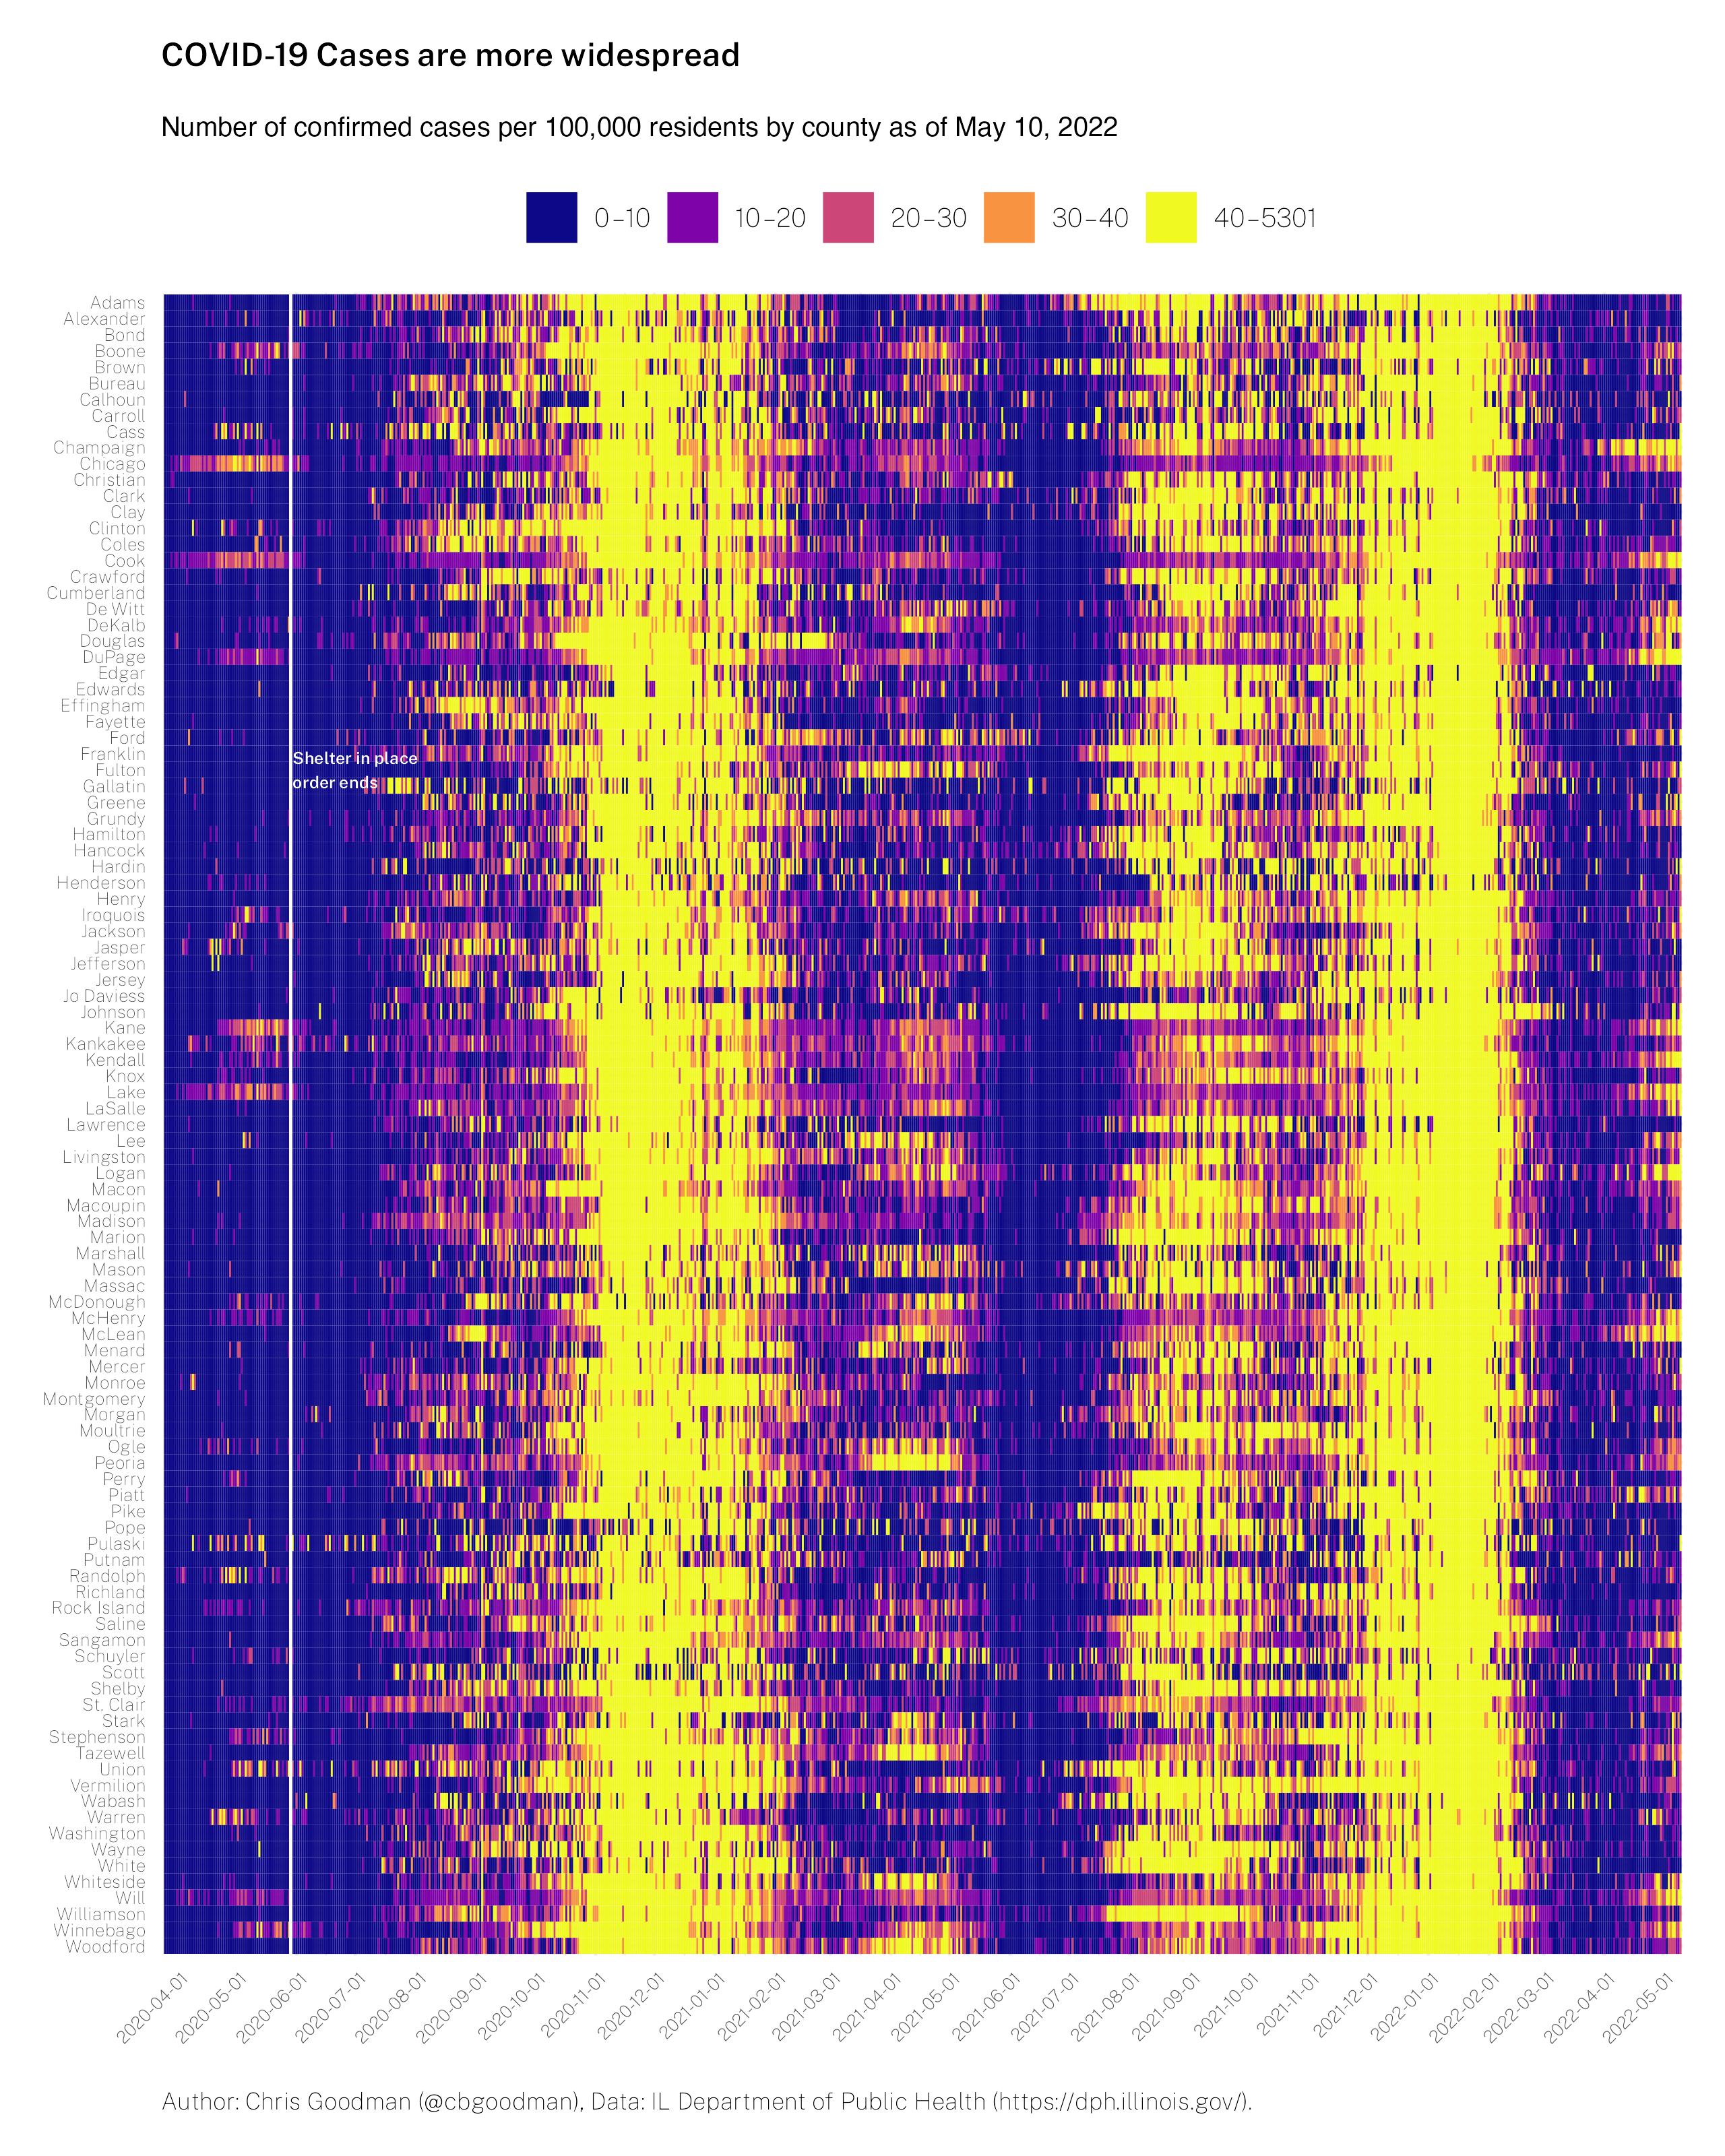 COVID-19 Cases are more widespread
Number of confirmed cases per 100,000 residents by county as of May 10, 2022
0–10 10–20 20–30 30–40 40–5301
Adams
Alexander
Bond
Boone
Brown
Bureau
Calhoun
Carroll
Cass
Champaign
Chicago
Christian
Clark
Clay
Clinton
Coles
Cook
Crawford
Cumberland
De Witt
DeKalb
Douglas
DuPage
Edgar
Edwards
Effingham
Fayette
Ford
Franklin
Fulton
Gallatin
Greene
Grundy
Hamilton
Hancock
Hardin
Henderson
Henry
Iroquois
Jackson
Jasper
Jefferson
Jersey
Jo Daviess
Johnson
Kane
Kankakee
Kendall
Knox
Lake
LaSalle
Lawrence
Lee
Livingston
Logan
Macon
Macoupin
Madison
Marion
Marshall
Mason
Massac
McDonough
McHenry
McLean
Menard
Mercer
Monroe
Montgomery
Morgan
Moultrie
Ogle
Peoria
Perry
Piatt
Pike
Pope
Pulaski
Putnam
Randolph
Richland
Rock Island
Saline
Sangamon
Schuyler
Scott
Shelby
St. Clair
Stark
Stephenson
Tazewell
Union
Vermilion
Wabash
Warren
Washington
Wayne
White
Whiteside
Will
Williamson
Winnebago
Woodford
Shelter in place
order ends
2020-04-01
2020-05-01
2020-06-01
2020-07-01
2020-08-01
2020-09-01
2020-10-01
2020-11-01
2020-12-01
2021-01-01
2021-02-01
2021-03-01
2021-04-01
2021-05-01
2021-06-01
2021-07-01
2021-08-01
2021-09-01
2021-10-01
2021-11-01
2021-12-01
2022-01-01
2022-02-01
2022-03-01
2022-04-01
2022-05-01
Author: Chris Goodman (@cbgoodman), Data: IL Department of Public Health (https://dph.illinois.gov/).